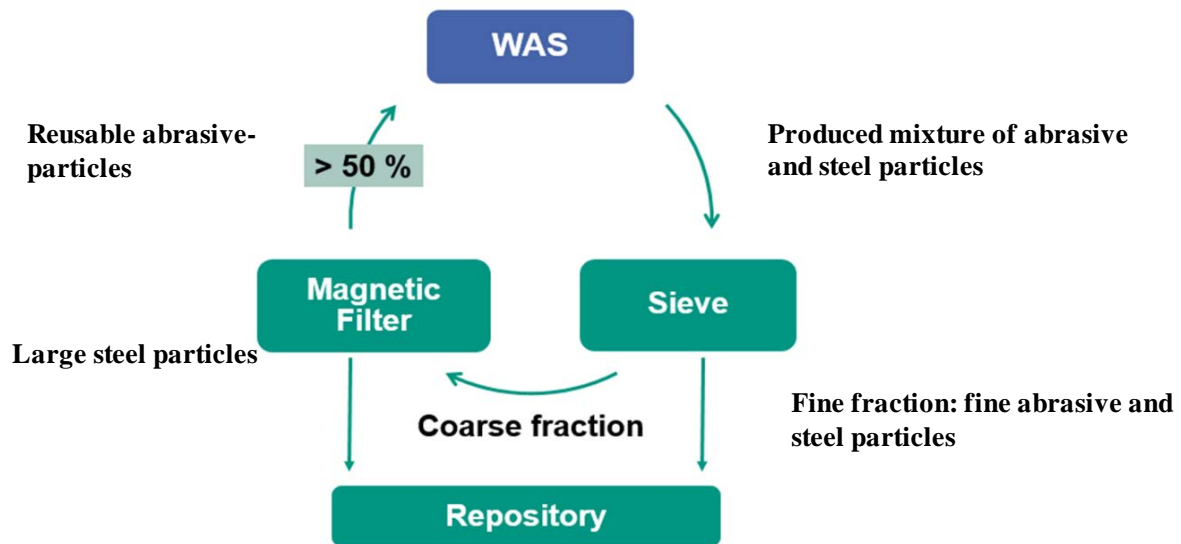 WAS
Reusable abrasive-
particles
> 50 %
Produced mixture of abrasive
and steel particles
Magnetic
Filter
Sieve
Large steel particles
Coarse fraction
Fine fraction: fine abrasive and
steel particles
Repository